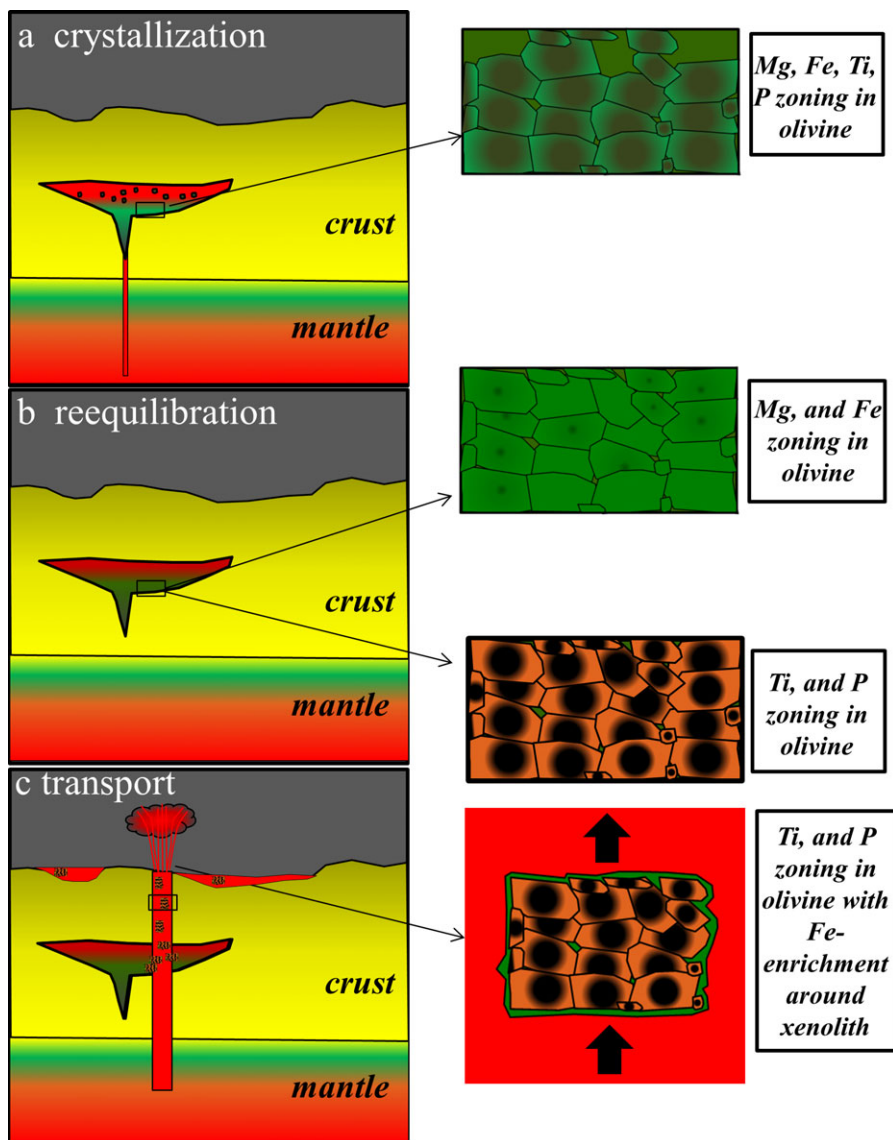 a crystallization
Mg, Fe, Ti,
P zoning in
olivine
crust
mantle
b reequilibration
Mg, and Fe
zoning in
olivine
crust
mantle
Ti, and P
zoning in
olivine
c transport
Ti, and P
zoning in
olivine with
Fe-
enrichment
around
xenolith
crust
mantle